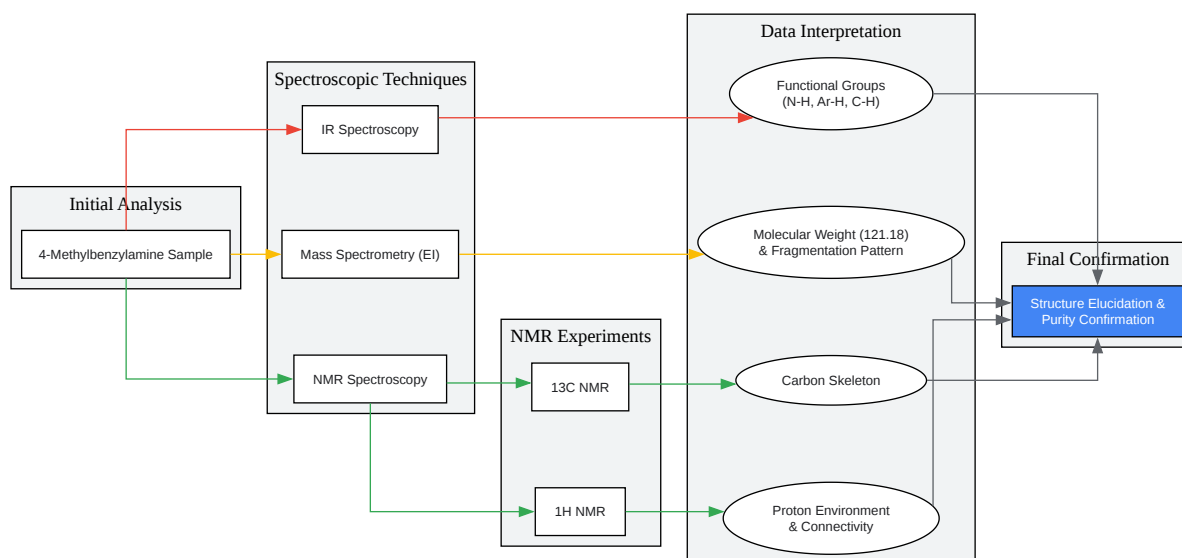 Initial Analysis
4-Methylbenzylamine Sample
Spectroscopic Techniques
IR Spectroscopy
Mass Spectrometry (EI)
NMR Spectroscopy
NMR Experiments
13C NMR
1H NMR
Data Interpretation
Functional Groups
(N-H, Ar-H, C-H)
Molecular Weight (121.18)
& Fragmentation Pattern
Carbon Skeleton
Proton Environment
& Connectivity
Final Confirmation
Structure Elucidation &
Purity Confirmation